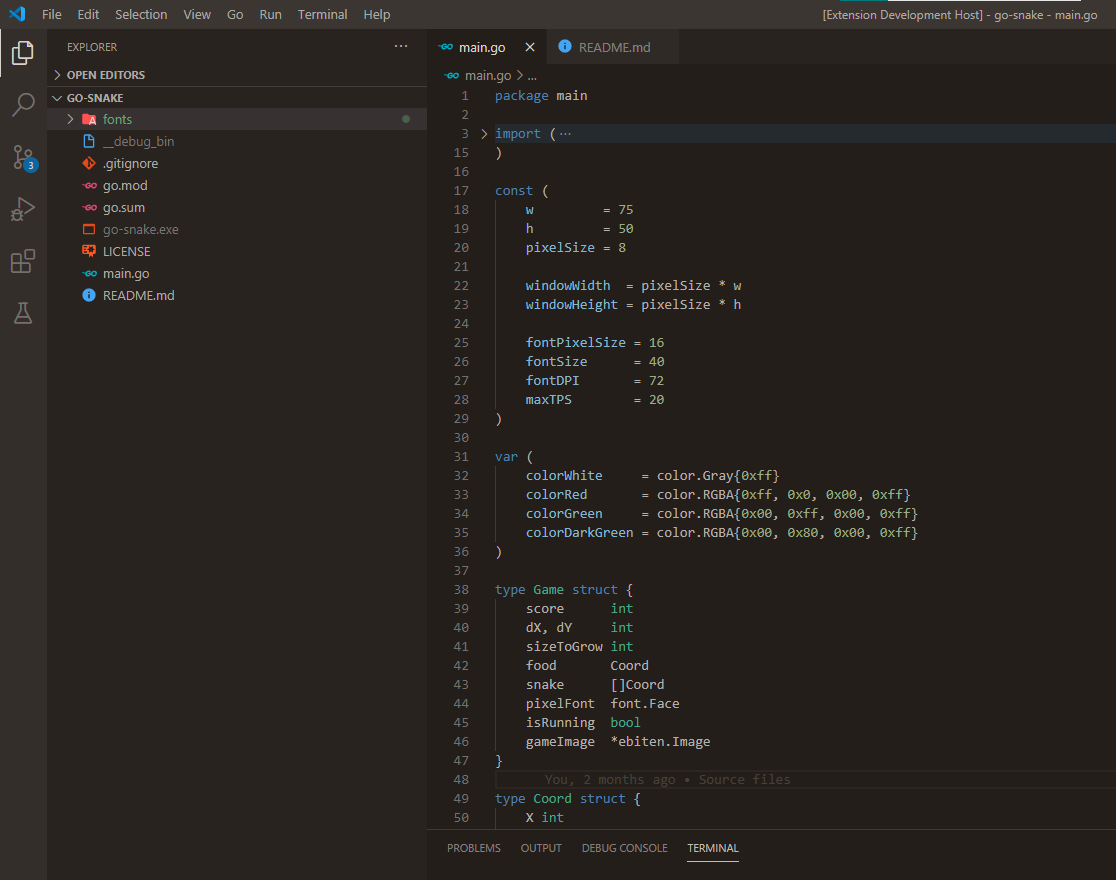 File Edit Selection View Go Run Terminal Help [Extension Development Host] - go-snake - main.go
EXPLORER ···
OPEN EDITORS
GO-SNAKE
fonts
__debug_bin
.gitignore
go.mod
go.sum
go-snake.exe
LICENSE
main.go
README.md
3
main.go README.md
main.go > ...
1 package main
2
3 import (···
15 )
16
17 const (
18 w = 75
19 h = 50
20 pixelSize = 8
21
22 windowWidth = pixelSize * w
23 windowHeight = pixelSize * h
24
25 fontPixelSize = 16
26 fontSize = 40
27 fontDPI = 72
28 maxTPS = 20
29 )
30
31 var (
32 colorWhite = color.Gray{0xff}
33 colorRed = color.RGBA{0xff, 0x0, 0x00, 0xff}
34 colorGreen = color.RGBA{0x00, 0xff, 0x00, 0xff}
35 colorDarkGreen = color.RGBA{0x00, 0x80, 0x00, 0xff}
36 )
37
38 type Game struct {
39 score int
40 dX, dY int
41 sizeToGrow int
42 food Coord
43 snake []Coord
44 pixelFont font.Face
45 isRunning bool
46 gameImage *ebiten.Image
47 }
48 You, 2 months ago • Source files
49 type Coord struct {
50 X int
PROBLEMS OUTPUT DEBUG CONSOLE TERMINAL